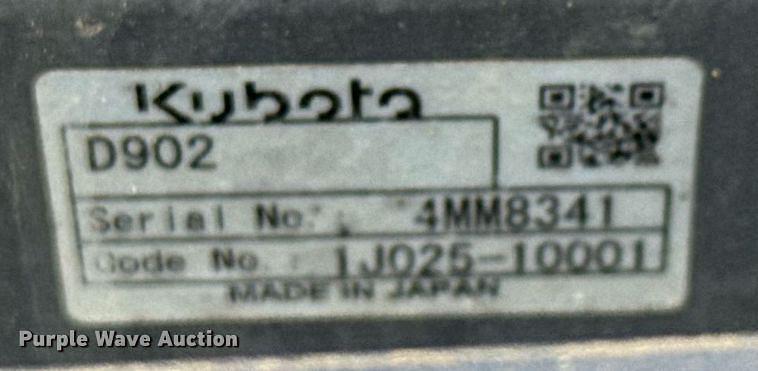 Kubota
D902
Serial No. : 4MM8341
Code No. : 1J025-10001
MADE IN JAPAN
Purple Wave Auction